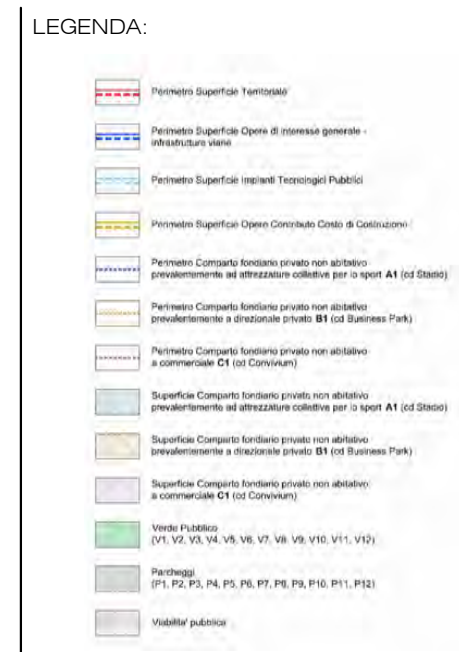 LEGENDA:
Perimetro Superficie Territoriale
Perimetro Superficie Opere di interesse generale -
infrastrutture viarie
Perimetro Superficie Impianti Tecnologici Pubblici
Perimetro Superficie Opere Contributo Costo di Costruzione
Perimetro Comparto fondiario privato non abitativo
prevalentemente ad attrezzature collettive per lo sport A1 (cd Stadio)
Perimetro Comparto fondiario privato non abitativo
prevalentemente a direzionale privato B1 (cd Business Park)
Perimetro Comparto fondiario privato non abitativo
a commerciale C1 (cd Convivium)
Superficie Comparto fondiario privato non abitativo
prevalentemente ad attrezzature collettive per lo sport A1 (cd Stadio)
Superficie Comparto fondiario privato non abitativo
prevalentemente a direzionale privato B1 (cd Business Park)
Superficie Comparto fondiario privato non abitativo
a commerciale C1 (cd Convivium)
Verde Pubblico
(V1, V2, V3, V4, V5, V6, V7, V8, V9, V10, V11, V12)
Parcheggi
(P1, P2, P3, P4, P5, P6, P7, P8, P9, P10, P11, P12)
Viabilita' pubblica